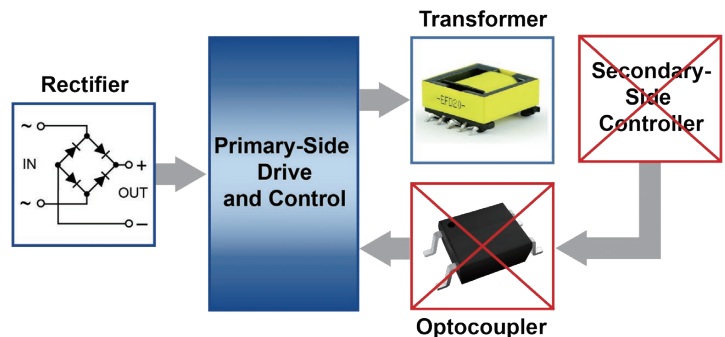 Transformer
Rectifier
~
IN
+
OUT
~
−
Primary-Side
Drive
and Control
-EFD20-
Secondary-
Side
Controller
Optocoupler